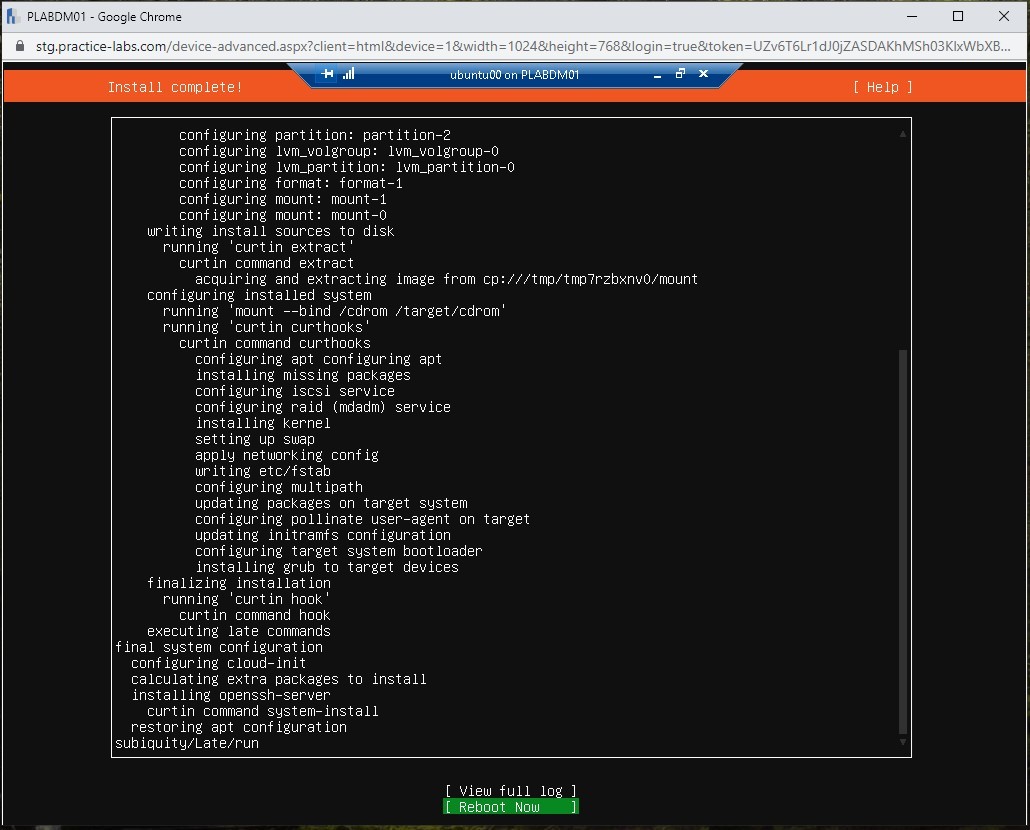 PLABDM01 - Google Chrome
stg.practice-labs.com/device-advanced.aspx?client=html&device=1&width=1024&height=768&login=true&token=UZv6T6Lr1dJ0jZASDAKhMSh03KlxWbXB...
ubuntu00 on PLABDM01
Install complete! [ Help ]
configuring partition: partition-2
configuring lvm_volgroup: lvm_volgroup-0
configuring lvm_partition: lvm_partition-0
configuring format: format-1
configuring mount: mount-1
configuring mount: mount-0
writing install sources to disk
running 'curtin extract'
curtin command extract
acquiring and extracting image from cp:///tmp/tmp7rzbxnv0/mount
configuring installed system
running 'mount --bind /cdrom /target/cdrom'
running 'curtin curthooks'
curtin command curthooks
configuring apt configuring apt
installing missing packages
configuring iscsi service
configuring raid (mdadm) service
installing kernel
setting up swap
apply networking config
writing etc/fstab
configuring multipath
updating packages on target system
configuring pollinate user-agent on target
updating initramfs configuration
configuring target system bootloader
installing grub to target devices
finalizing installation
running 'curtin hook'
curtin command hook
executing late commands
final system configuration
configuring cloud-init
calculating extra packages to install
installing openssh-server
curtin command system-install
restoring apt configuration
subiquity/Late/run
[ View full log ]
[ Reboot Now ]